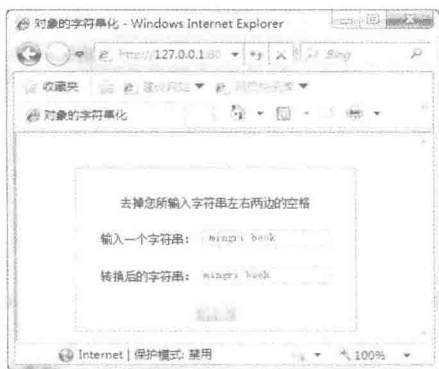 对象的字符串化 - Windows Internet Explorer
127.0.0.1 Bing
收藏夹
对象的字符串化
去掉您所输入字符串左右两边的空格
输入一个字符串： mingri book
转换后的字符串： mingri book
Internet | 保护模式: 禁用 100%